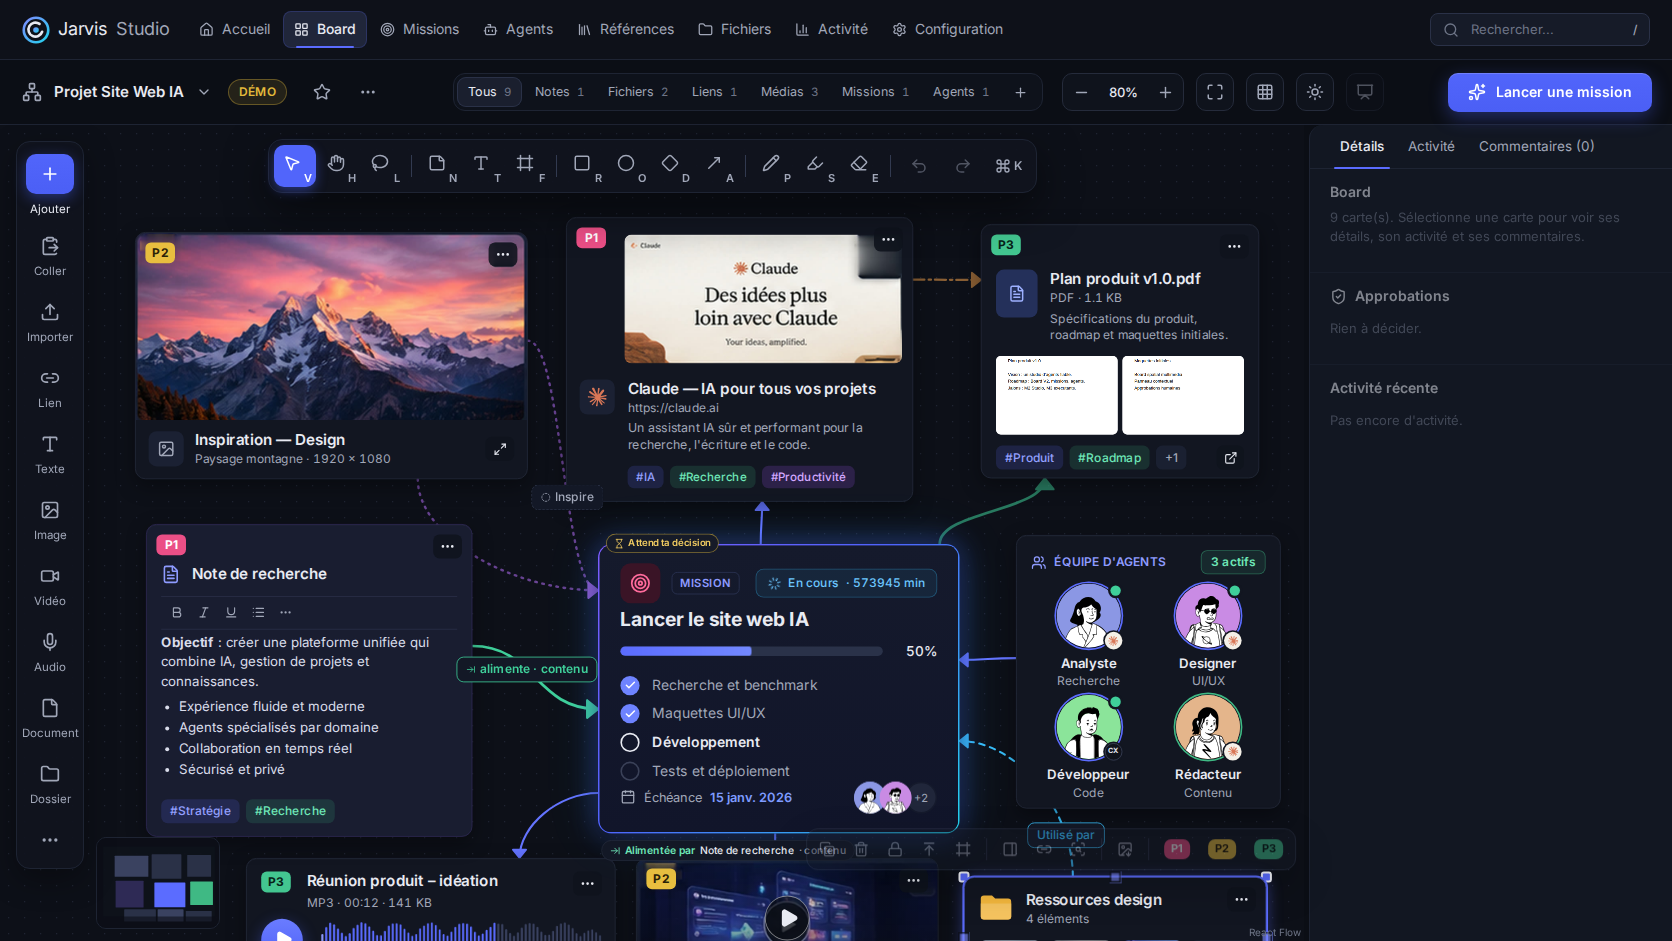 Jarvis Studio
Accueil
Board
Missions
Agents
Références
Fichiers
Activité
Configuration
Rechercher...
/
Projet Site Web IA
DÉMO
Tous 9
Notes 1
Fichiers 2
Liens 1
Médias 3
Missions 1
Agents 1
80%
Lancer une mission
V
H
L
N
T
F
R
O
D
A
P
S
E
⌘ K
Détails
Activité
Commentaires (0)
Board
9 carte(s). Sélectionne une carte pour voir ses
détails, son activité et ses commentaires.
Approbations
Rien à décider.
Activité récente
Pas encore d'activité.
Ajouter
Coller
Importer
Lien
Texte
Image
Vidéo
Audio
Document
Dossier
P2
Inspiration — Design
Paysage montagne · 1920 × 1080
P1
Claude
Claude
Des idées plus
loin avec Claude
Your ideas, amplified.
Claude — IA pour tous vos projets
https://claude.ai
Un assistant IA sûr et performant pour la
recherche, l'écriture et le code.
#IA
#Recherche
#Productivité
P3
Plan produit v1.0.pdf
PDF · 1.1 KB
Spécifications du produit,
roadmap et maquettes initiales.
Plan produit v1.0
Maquettes initiales
#Produit
#Roadmap
+1
Inspire
P1
Note de recherche
B I U
Objectif : créer une plateforme unifiée qui
combine IA, gestion de projets et
connaissances.
• Expérience fluide et moderne
• Agents spécialisés par domaine
• Collaboration en temps réel
• Sécurisé et privé
#Stratégie
#Recherche
alimente · contenu
Attend ta décision
MISSION
En cours · 573945 min
Lancer le site web IA
50%
Recherche et benchmark
Maquettes UI/UX
Développement
Tests et déploiement
Échéance 15 janv. 2026
+2
Alimentée par Note de recherche · contenu
ÉQUIPE D'AGENTS
3 actifs
Analyste
Recherche
Designer
UI/UX
CX
Développeur
Code
Rédacteur
Contenu
Utilisé par
P1
P2
P3
P3
Réunion produit – idéation
MP3 · 00:12 · 141 KB
P2
Ressources design
4 éléments
React Flow